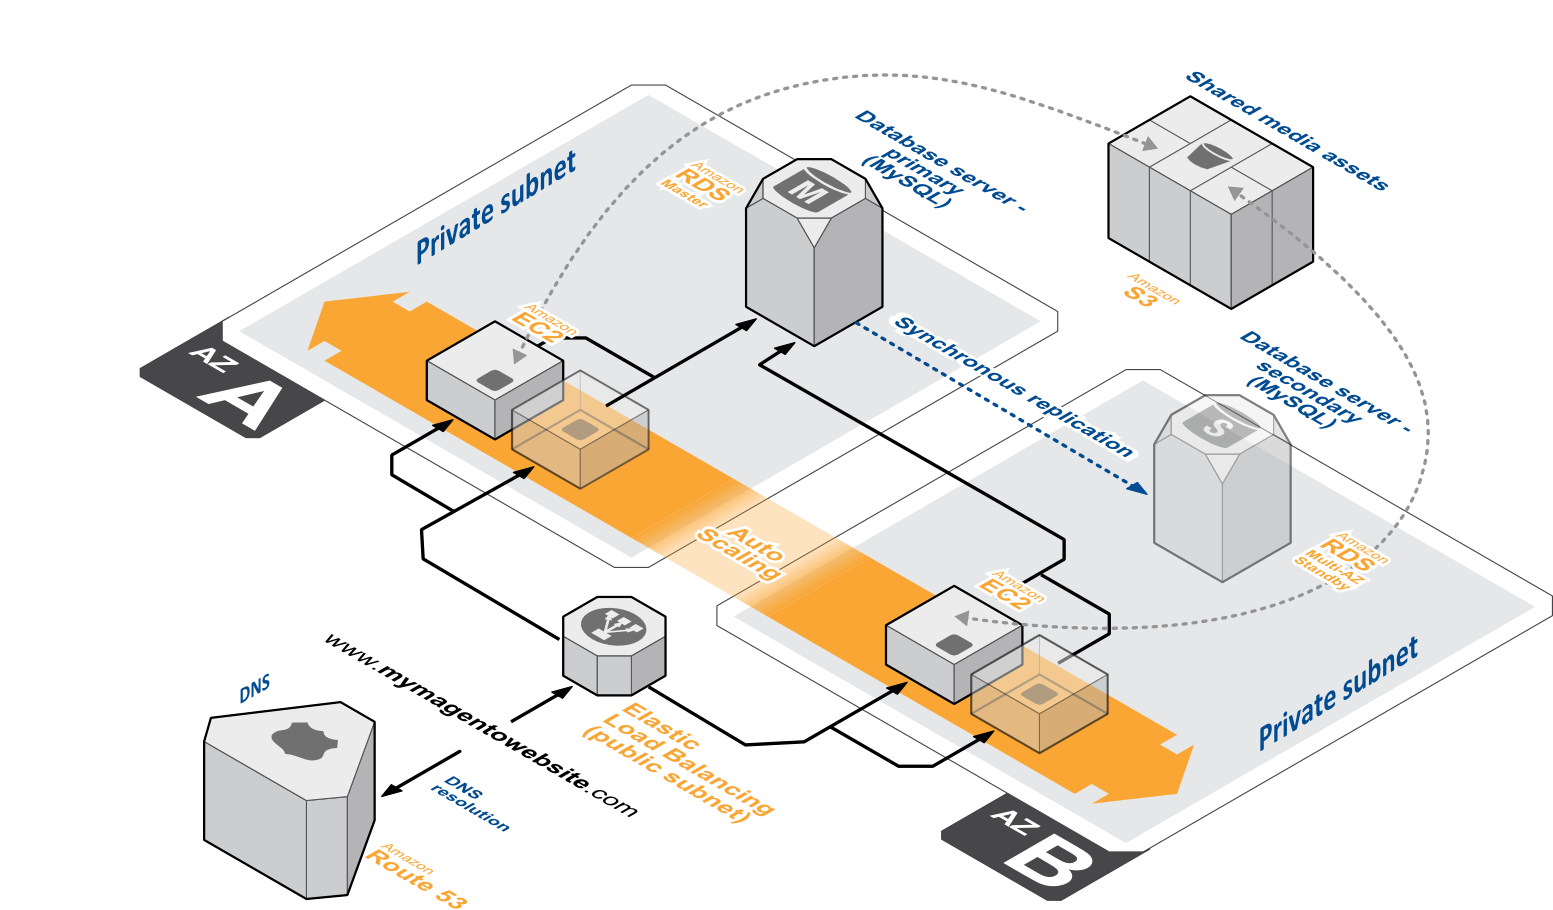 Shared media assets
Database server -
primary
(MySQL)
Private subnet
Amazon
RDS
Master
M
Amazon
S3
Amazon
EC2
Synchronous replication
Database server -
secondary
(MySQL)
AZ
A
S
Auto
Scaling
Amazon
RDS
Multi-AZ
Standby
Amazon
EC2
www.mymagentowebsite.com
DNS
Elastic
Load Balancing
(public subnet)
Private subnet
DNS
resolution
AZ
B
Amazon
Route 53